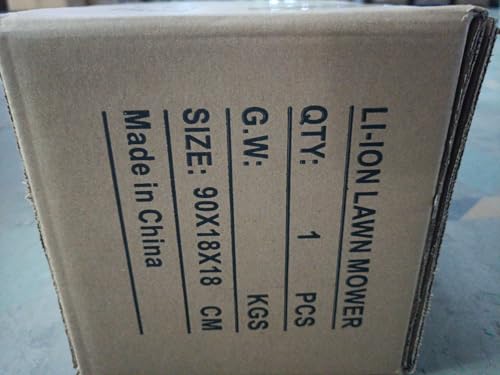 LI-ION LAWN MOWER
QTY: 1 PCS
G.W: KGS
SIZE: 90X18X18 CM
Made in China